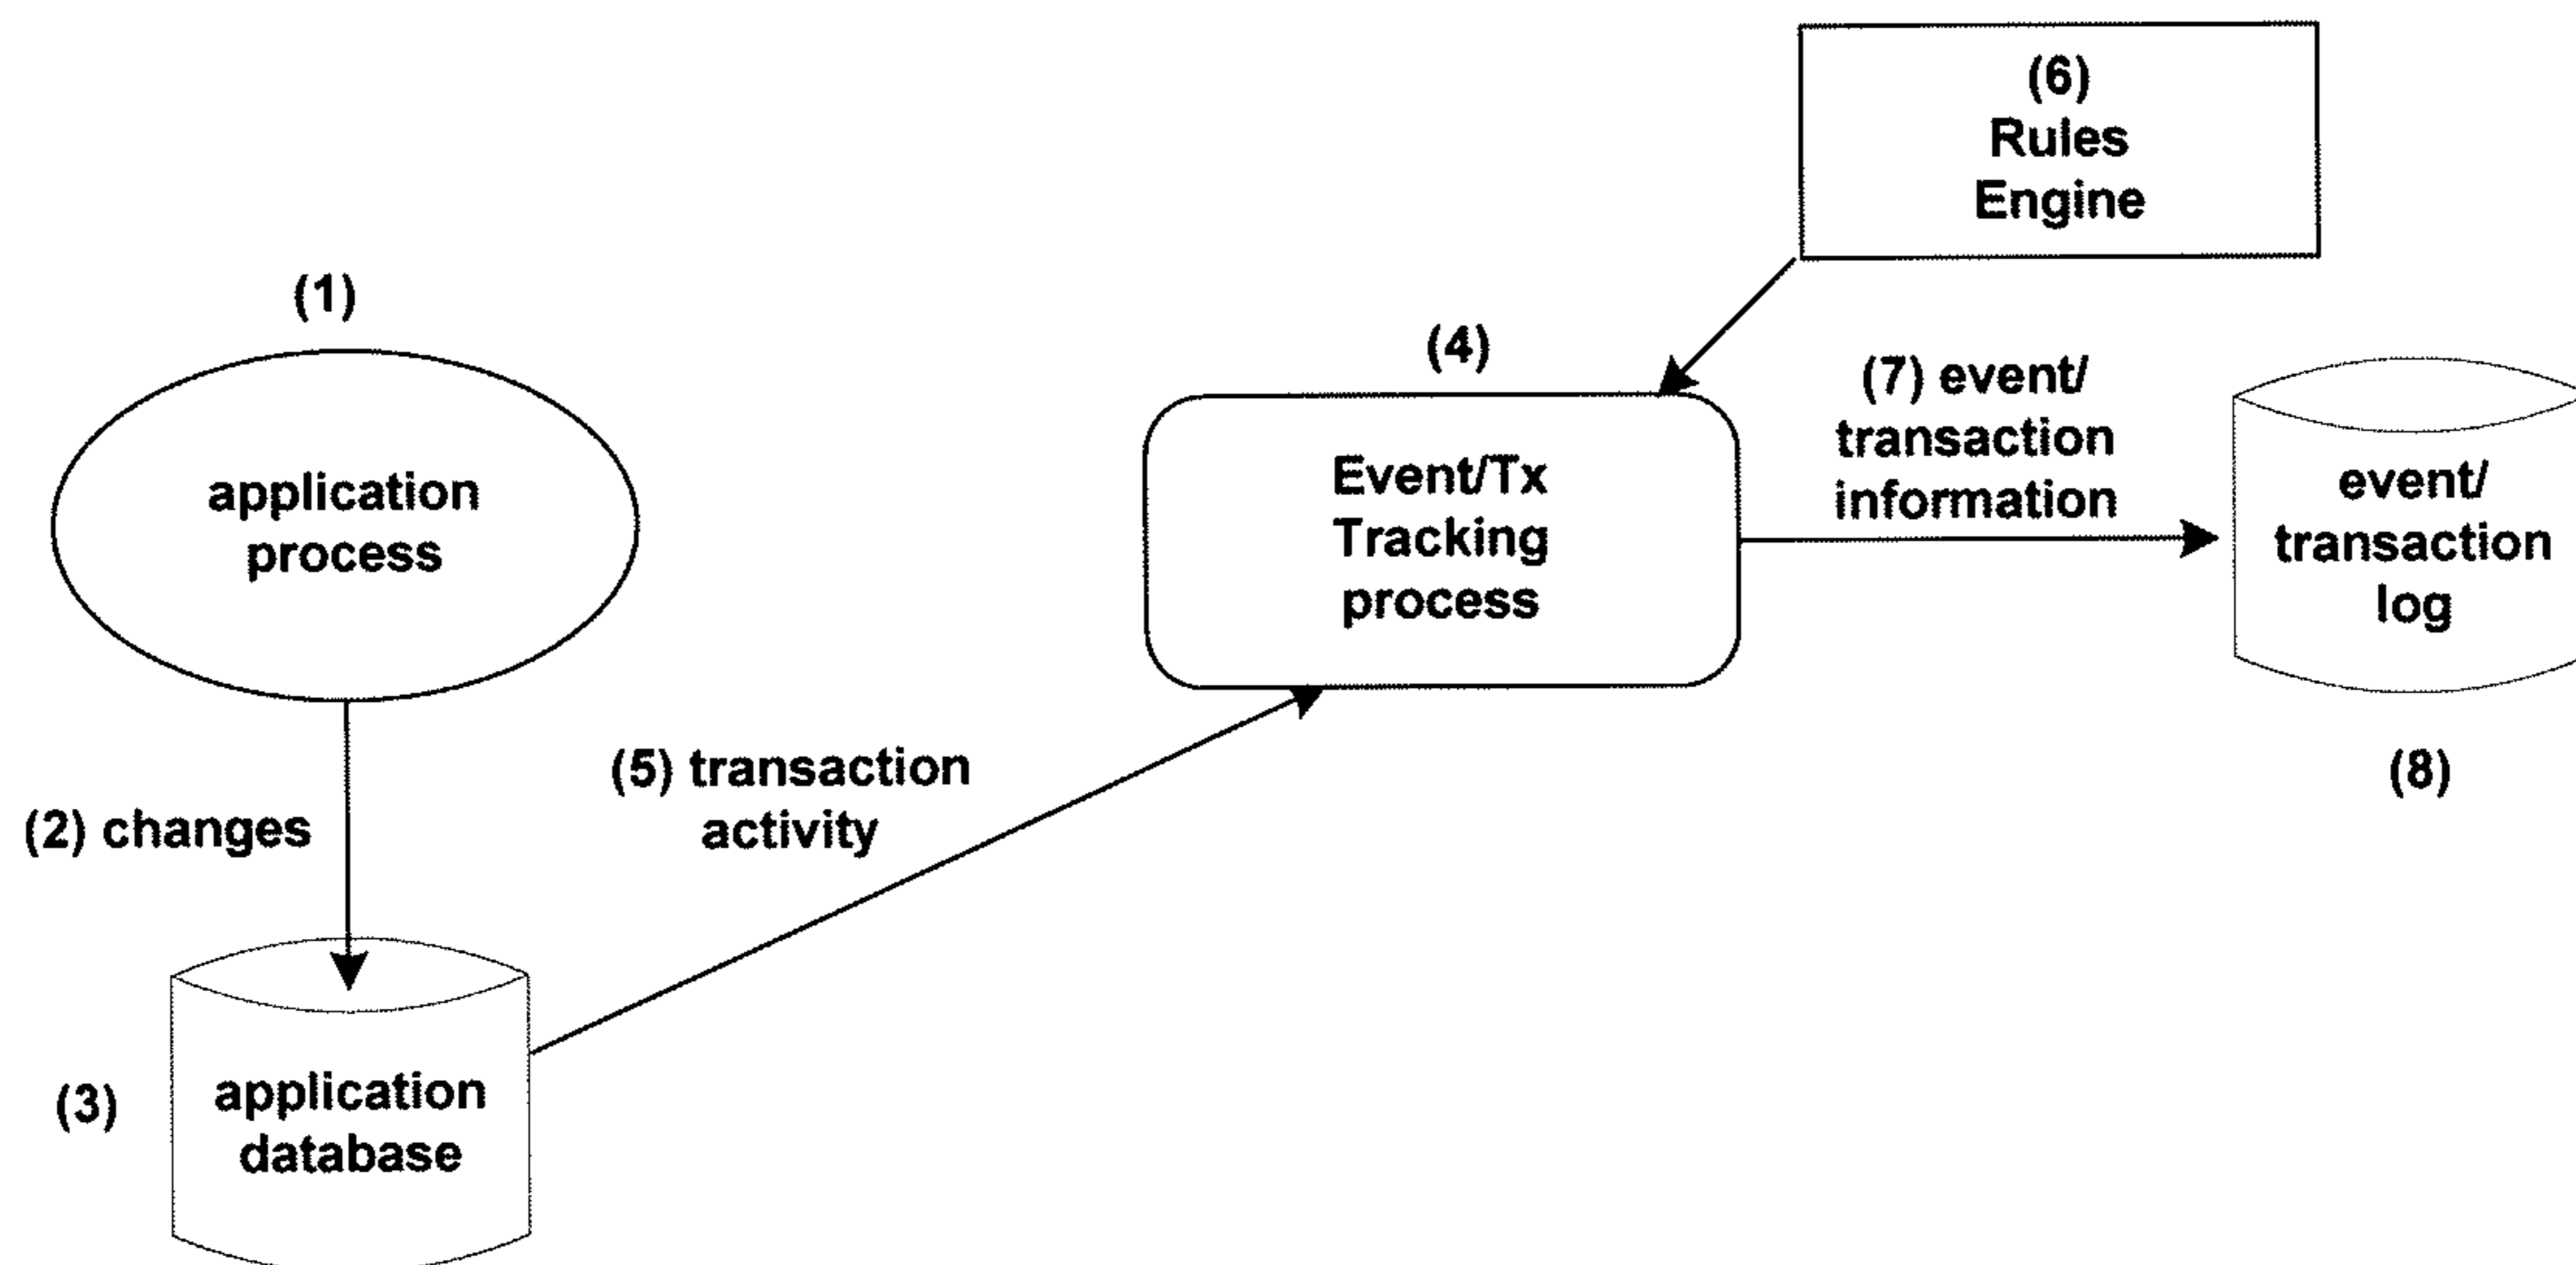 (6)
Rules
Engine
(1)
application
process
(4)
Event/Tx
Tracking
process
(7) event/
transaction
information
event/
transaction
log
(8)
(2) changes
(5) transaction
activity
(3)
application
database